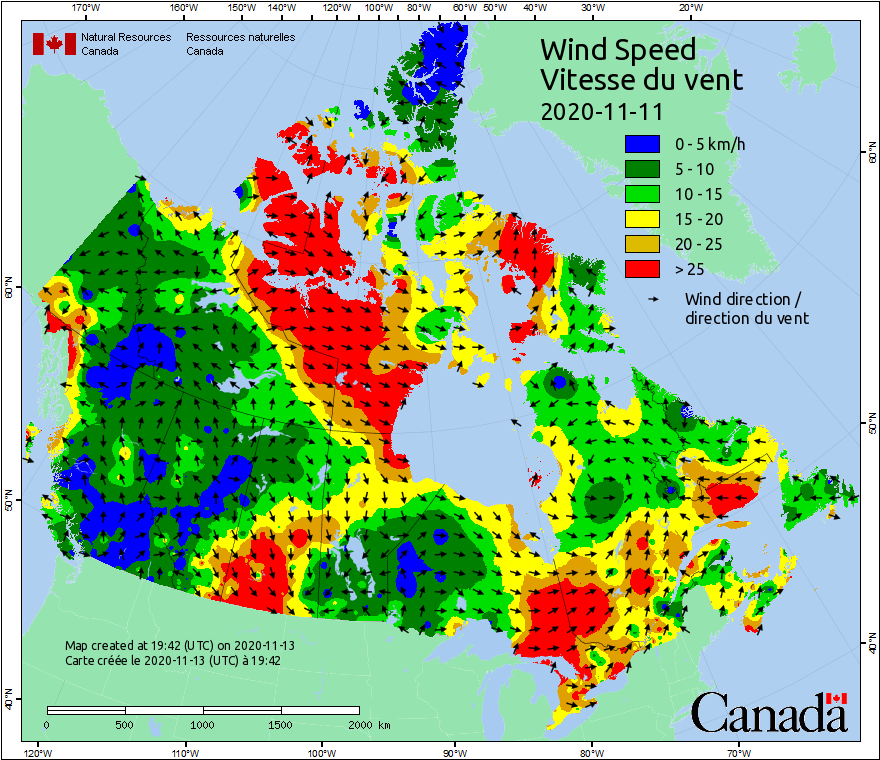 170°W 160°W 150°W 140°W 130°W 120°W 110°W 100°W 90°W 80°W 70°W 60°W 50°W 40°W 30°W 20°W
Natural Resources Canada
Ressources naturelles Canada
Wind Speed
Vitesse du vent
2020-11-11
0 - 5 km/h
5 - 10
10 - 15
15 - 20
20 - 25
> 25
Wind direction /
direction du vent
60°N
50°N
40°N
60°N
50°N
40°N
Map created at 19:42 (UTC) on 2020-11-13
Carte créée le 2020-11-13 (UTC) à 19:42
0 500 1000 1500 2000 km
Canada
120°W 110°W 100°W 90°W 80°W 70°W